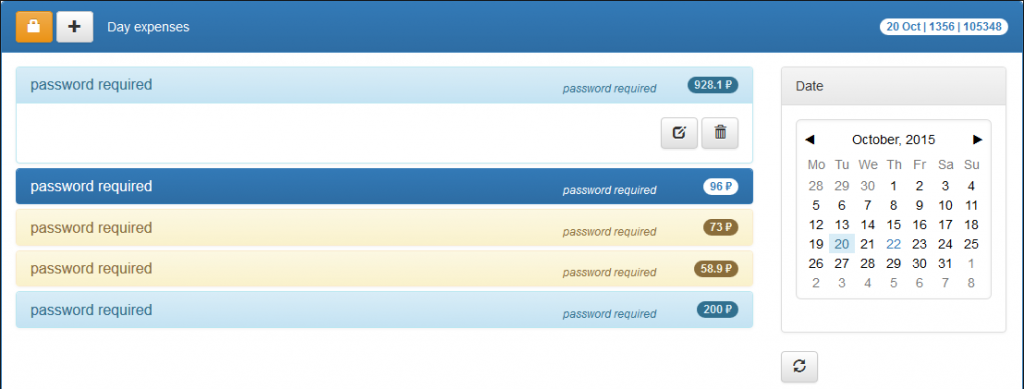 Day expenses
20 Oct | 1356 | 105348
password required password required 928.1 ₽
password required password required 96 ₽
password required password required 73 ₽
password required password required 58.9 ₽
password required password required 200 ₽
Date
October, 2015
Mo Tu We Th Fr Sa Su
28 29 30 1 2 3 4
5 6 7 8 9 10 11
12 13 14 15 16 17 18
19 20 21 22 23 24 25
26 27 28 29 30 31 1
2 3 4 5 6 7 8